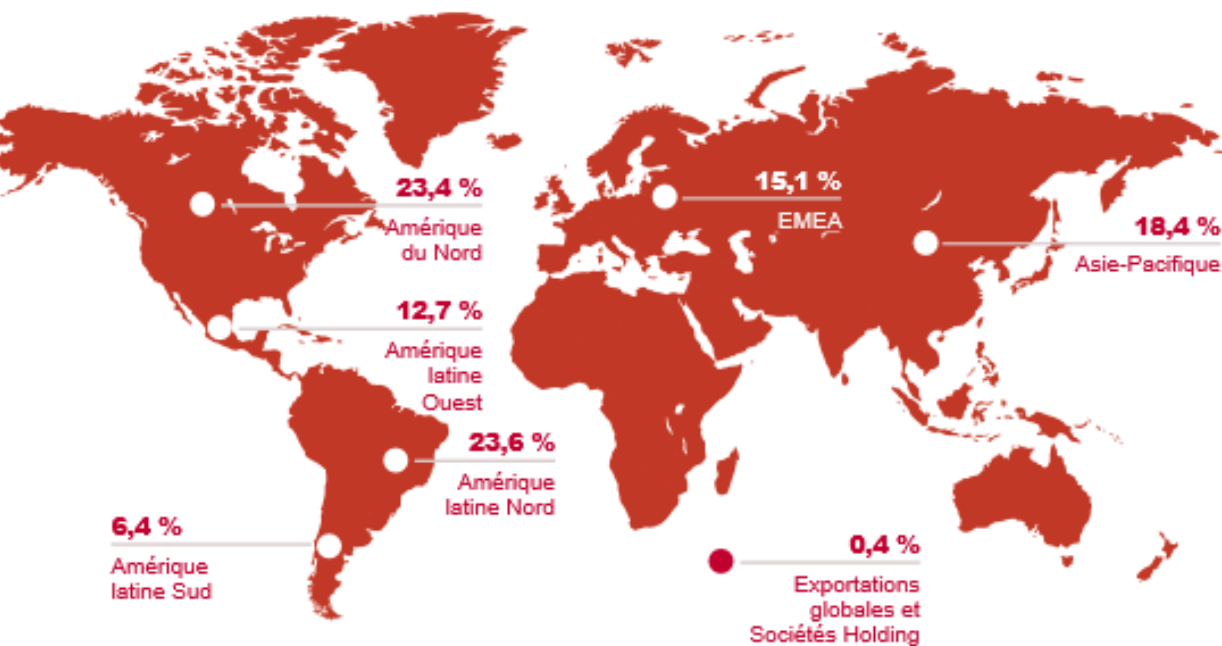 23,4 %
Amérique
du Nord
15,1 %
EMEA
18,4 %
Asie-Pacifique
12,7 %
Amérique
latine
Ouest
23,6 %
Amérique
latine Nord
6,4 %
Amérique
latine Sud
0,4 %
Exportations
globales et
Sociétés Holding